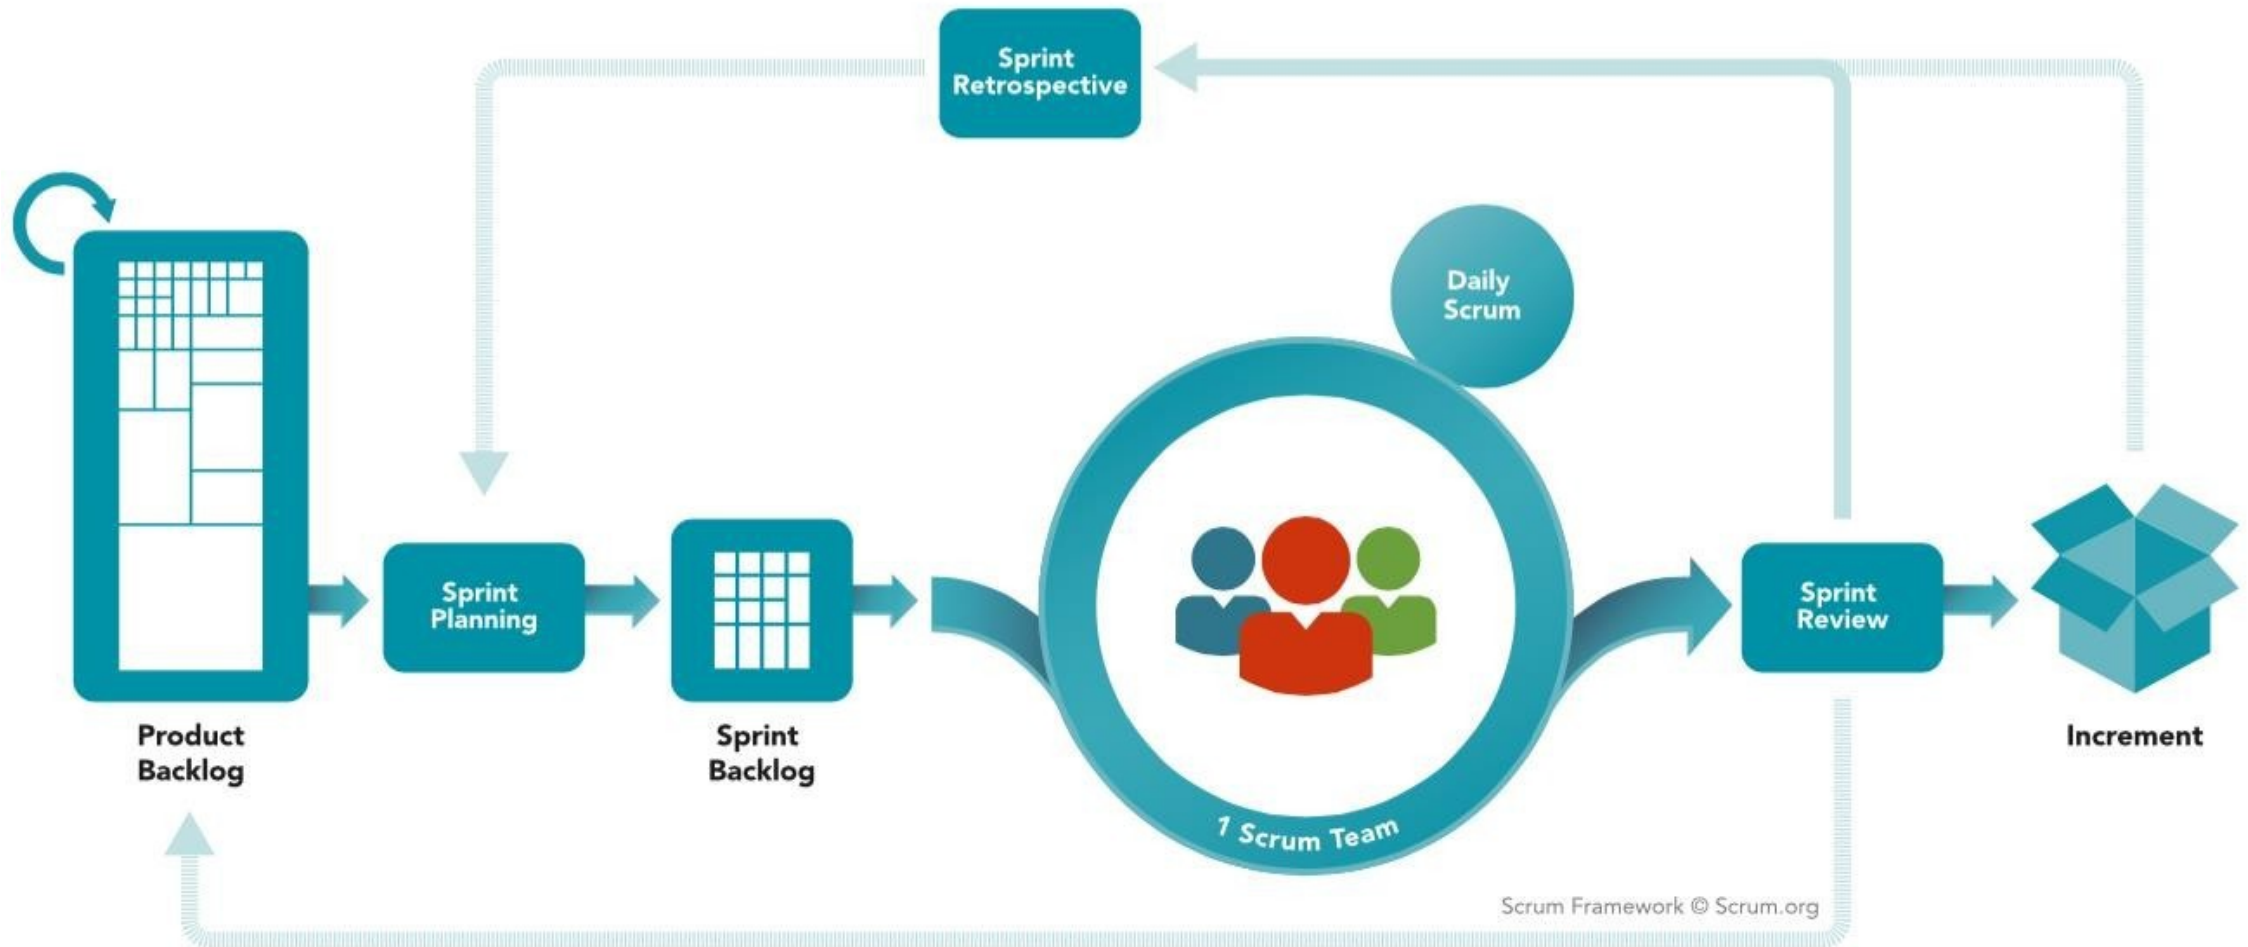 Sprint
Retrospective
Daily
Scrum
Sprint
Planning
Sprint
Review
Product
Backlog
Sprint
Backlog
Increment
1 Scrum Team
Scrum Framework © Scrum.org